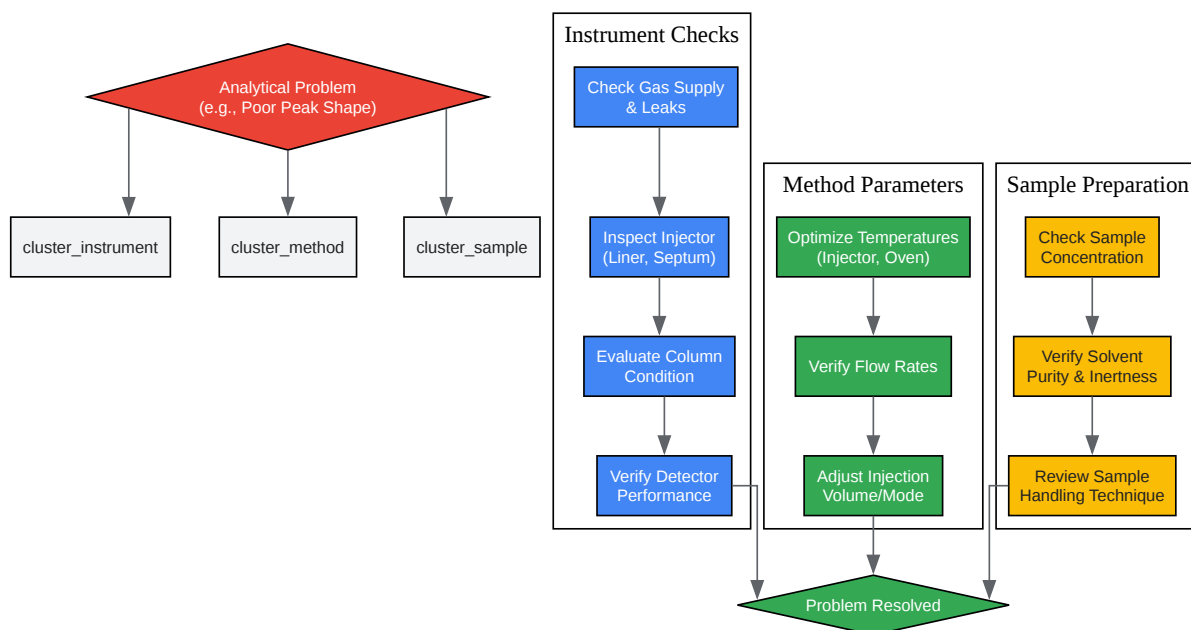 Analytical Problem
(e.g., Poor Peak Shape)
cluster_instrument
cluster_method
cluster_sample
Instrument Checks
Check Gas Supply
& Leaks
Inspect Injector
(Liner, Septum)
Evaluate Column
Condition
Verify Detector
Performance
Method Parameters
Optimize Temperatures
(Injector, Oven)
Verify Flow Rates
Adjust Injection
Volume/Mode
Sample Preparation
Check Sample
Concentration
Verify Solvent
Purity & Inertness
Review Sample
Handling Technique
Problem Resolved